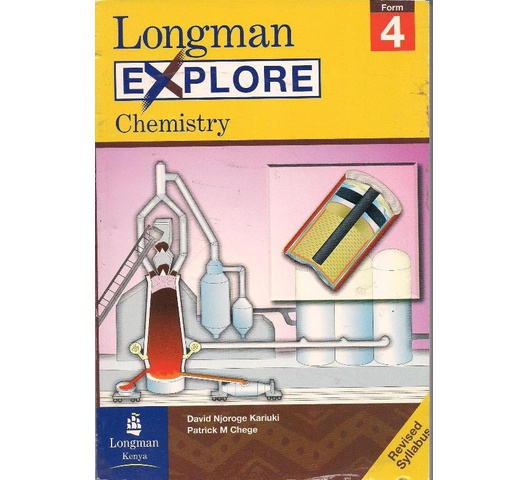 Form
4
Longman
EXPLORE
Chemistry
David Njoroge Kariuki
Patrick M Chege
Longman
Kenya
Revised
Syllabus